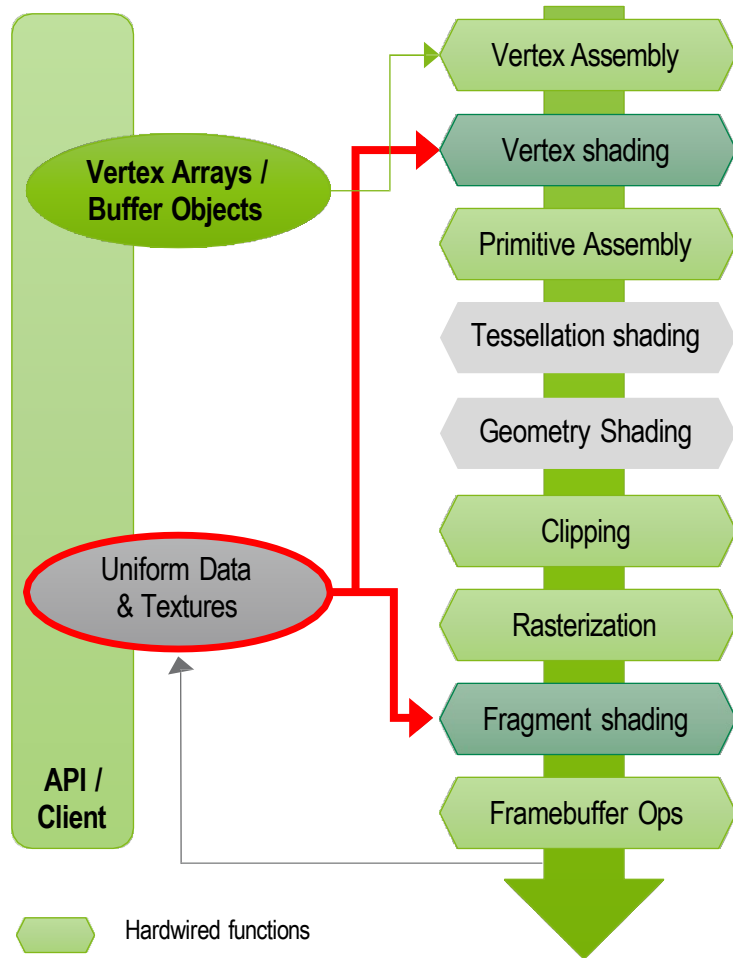 Vertex Assembly
Vertex shading
Vertex Arrays /
Buffer Objects
Primitive Assembly
Tessellation shading
Geometry Shading
Clipping
Uniform Data
& Textures
Rasterization
Fragment shading
API /
Client
Framebuffer Ops
Hardwired functions